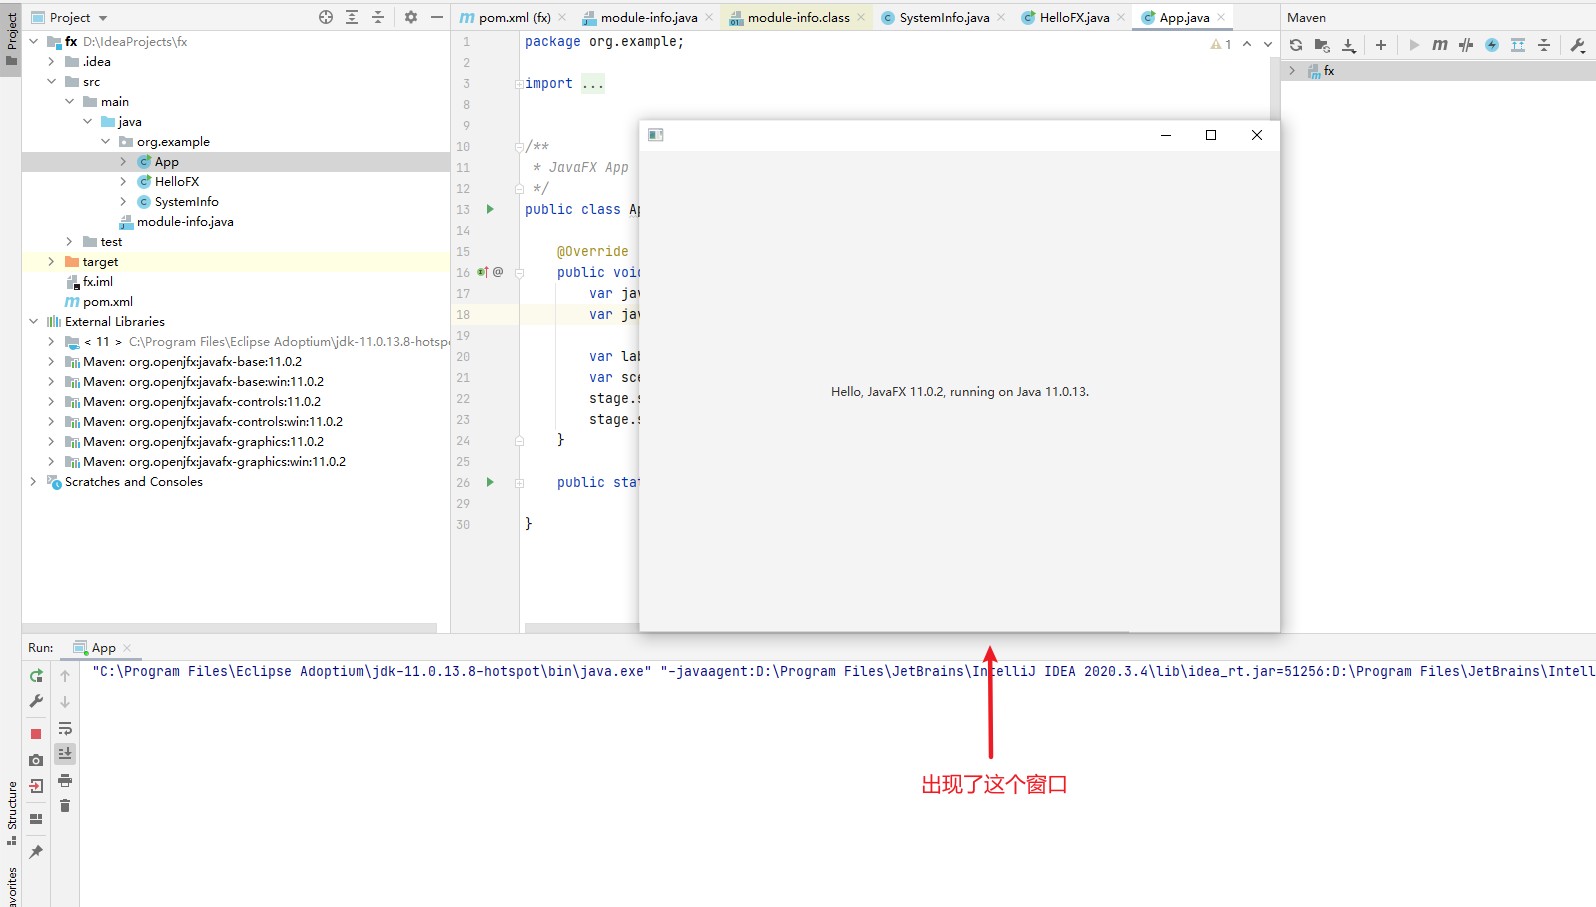 Project
Project
fx D:\IdeaProjects\fx
.idea
src
main
java
org.example
App
HelloFX
SystemInfo
module-info.java
test
target
fx.iml
pom.xml
External Libraries
< 11 > C:\Program Files\Eclipse Adoptium\jdk-11.0.13.8-hotspo
Maven: org.openjfx:javafx-base:11.0.2
Maven: org.openjfx:javafx-base:win:11.0.2
Maven: org.openjfx:javafx-controls:11.0.2
Maven: org.openjfx:javafx-controls:win:11.0.2
Maven: org.openjfx:javafx-graphics:11.0.2
Maven: org.openjfx:javafx-graphics:win:11.0.2
Scratches and Consoles
pom.xml (fx) module-info.java module-info.class SystemInfo.java HelloFX.java App.java
1 package org.example;
1
2
3 import ...
8
9
10 /**
11 * JavaFX App
12 */
13 public class Ap
14
15 @Override
16 public void
17 var jav
18 var jav
19
20 var lab
21 var sce
22 stage.s
23 stage.s
24 }
25
26 public stat
29
30 }
Hello, JavaFX 11.0.2, running on Java 11.0.13.
Maven
fx
Run: App
"C:\Program Files\Eclipse Adoptium\jdk-11.0.13.8-hotspot\bin\java.exe" "-javaagent:D:\Program Files\JetBrains\IntelliJ IDEA 2020.3.4\lib\idea_rt.jar=51256:D:\Program Files\JetBrains\Intell
出现了这个窗口
Structure
avorites